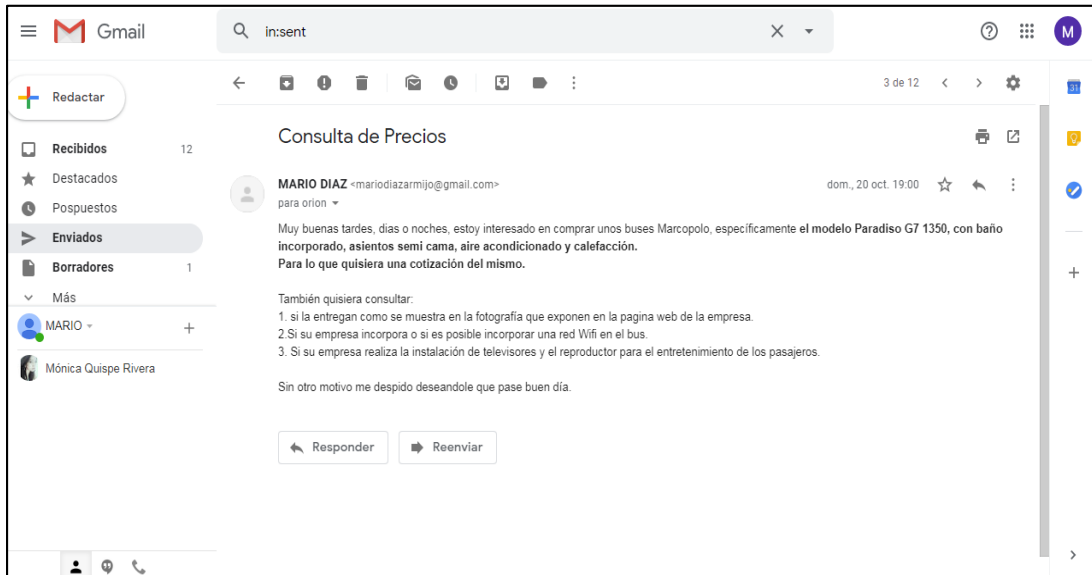 Gmail
in:sent
M
Redactar
3 de 12
31
Consulta de Precios
Recibidos 12
Destacados
Pospuestos
Enviados
Borradores 1
Más
MARIO
Mónica Quispe Rivera
MARIO DIAZ <mariodiazarmijo@gmail.com>
dom., 20 oct. 19:00
para orion
Muy buenas tardes, dias o noches, estoy interesado en comprar unos buses Marcopolo, específicamente el modelo Paradiso G7 1350, con baño
incorporado, asientos semi cama, aire acondicionado y calefacción.
Para lo que quisiera una cotización del mismo.
También quisiera consultar:
1. si la entregan como se muestra en la fotografía que exponen en la pagina web de la empresa.
2.Si su empresa incorpora o si es posible incorporar una red Wifi en el bus.
3. Si su empresa realiza la instalación de televisores y el reproductor para el entretenimiento de los pasajeros.
Sin otro motivo me despido deseandole que pase buen día.
Responder
Reenviar